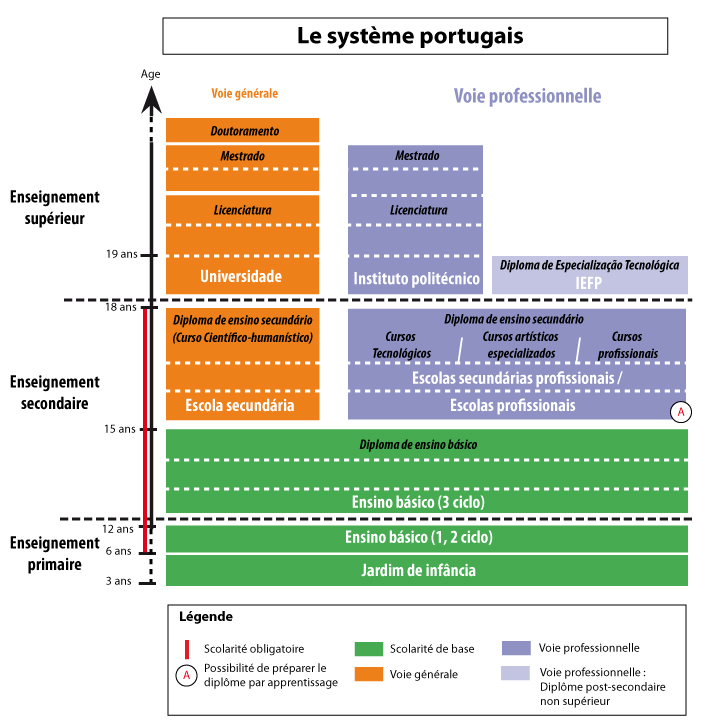 Le système portugais
Age
Voie générale
Voie professionnelle
Doutoramento
Mestrado
Mestrado
Enseignement
supérieur
Licenciatura
Licenciatura
19 ans
Universidade
Instituto politécnico
Diploma de Especialização Tecnológica
IEFP
18 ans
Diploma de ensino secundário
(Curso Científico-humanístico)
Diploma de ensino secundário
Cursos
Tecnológicos
/
Cursos artísticos
especializados
/
Cursos
profissionais
Enseignement
secondaire
Escola secundária
Escolas secundárias profissionais /
Escolas profissionais
A
15 ans
Diploma de ensino básico
Ensino básico (3 ciclo)
12 ans
Enseignement
primaire
Ensino básico (1, 2 ciclo)
6 ans
Jardim de infância
3 ans
Légende
Scolarité obligatoire
Scolarité de base
Voie professionnelle
A
Possibilité de préparer le
diplôme par apprentissage
Voie générale
Voie professionnelle :
Diplôme post-secondaire
non supérieur